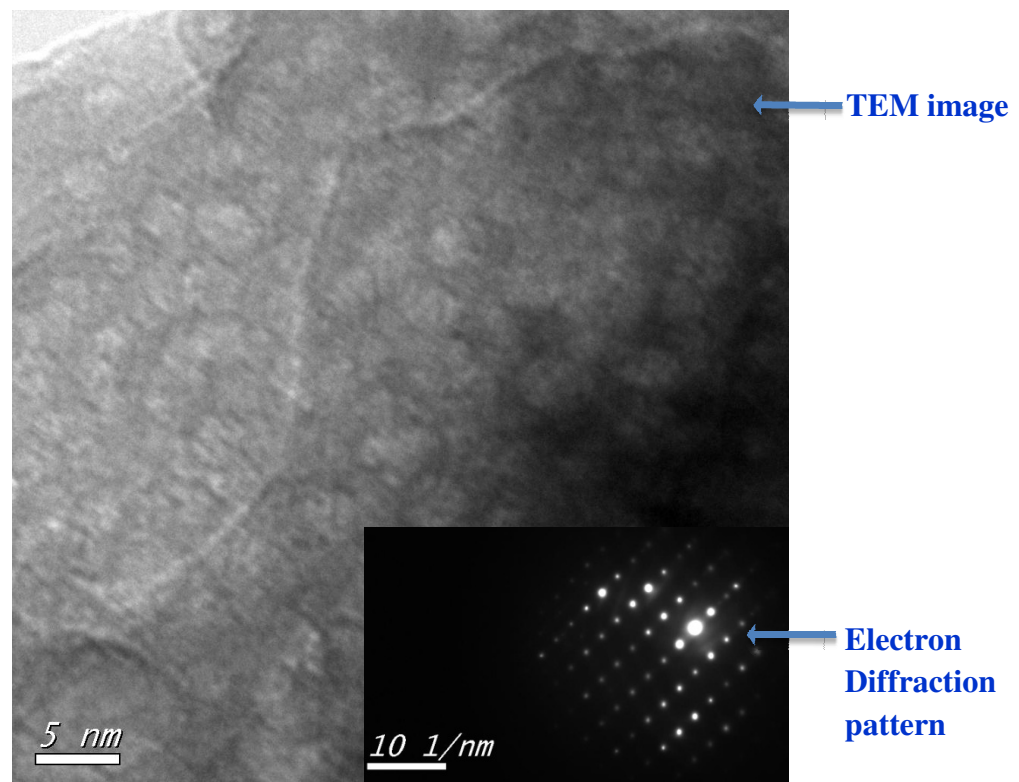 TEM image
Electron
Diffraction
pattern
5 nm
10 1/nm